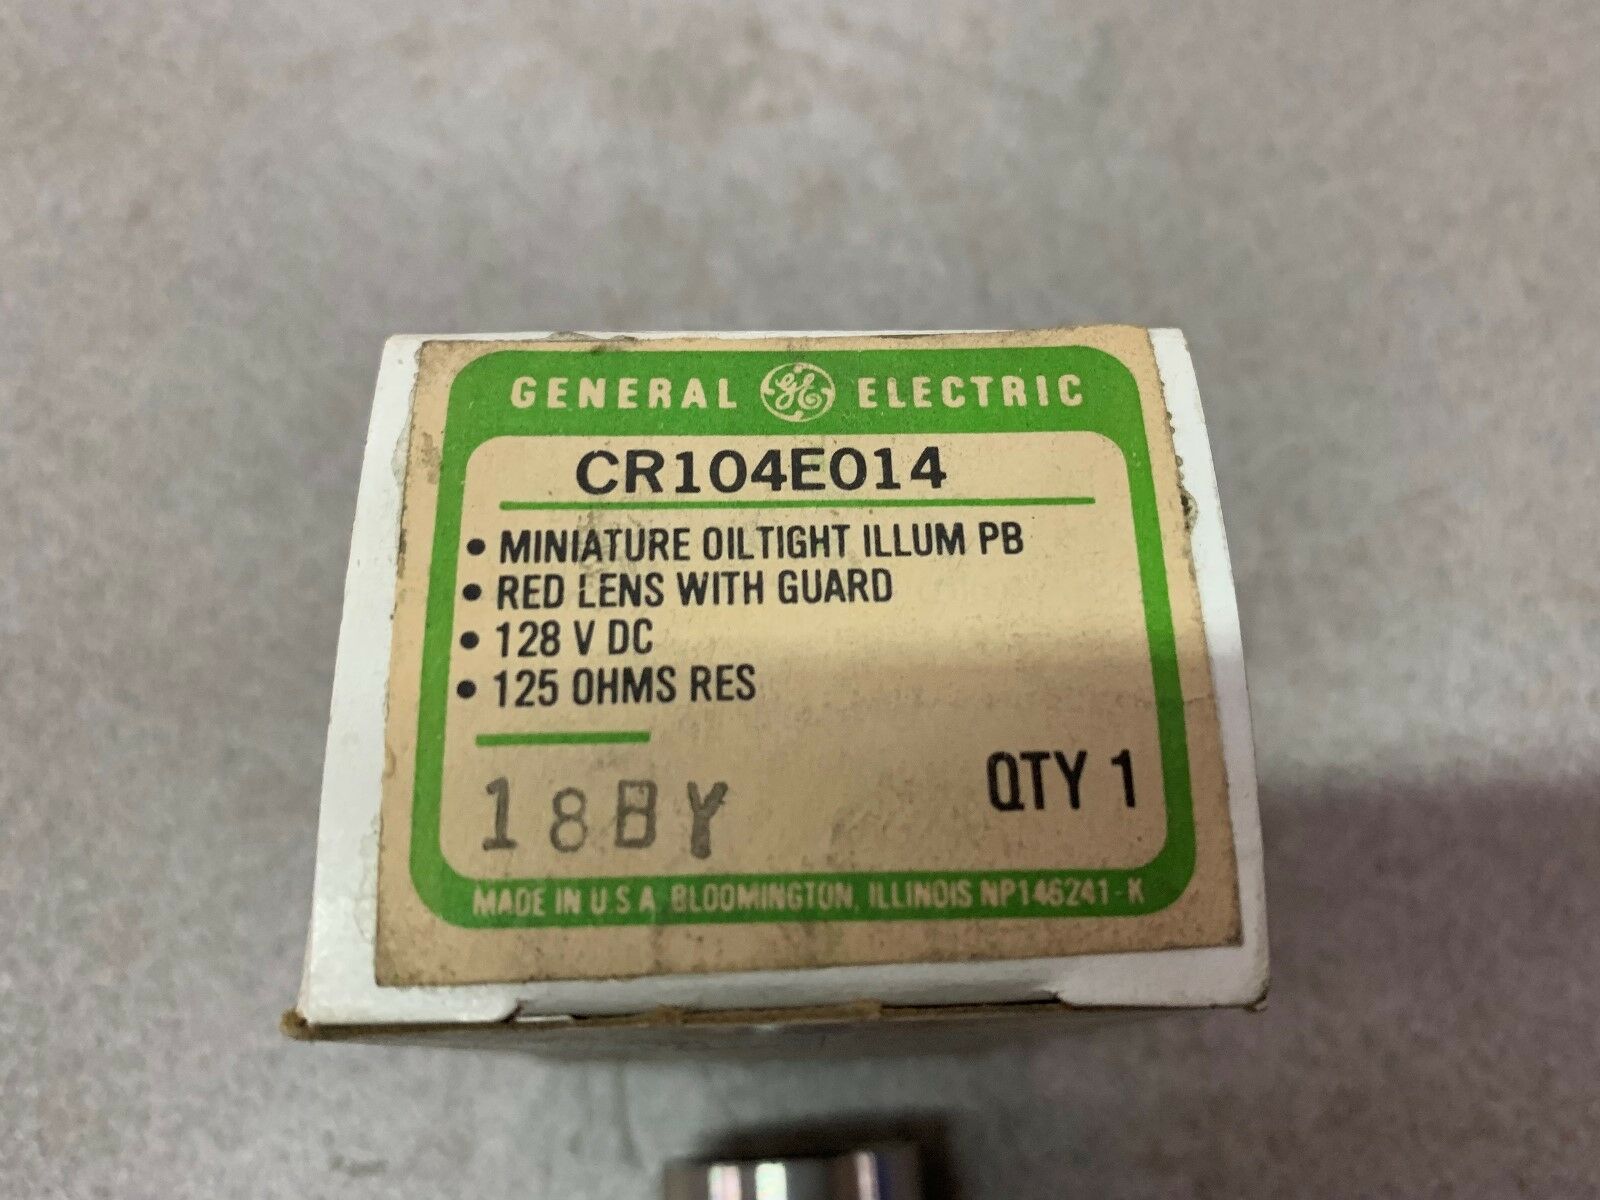 GENERAL GE ELECTRIC
CR104E014
• MINIATURE OILTIGHT ILLUM PB
• RED LENS WITH GUARD
• 128 V DC
• 125 OHMS RES
18BY
QTY 1
MADE IN U.S.A. BLOOMINGTON, ILLINOIS NP146241-K